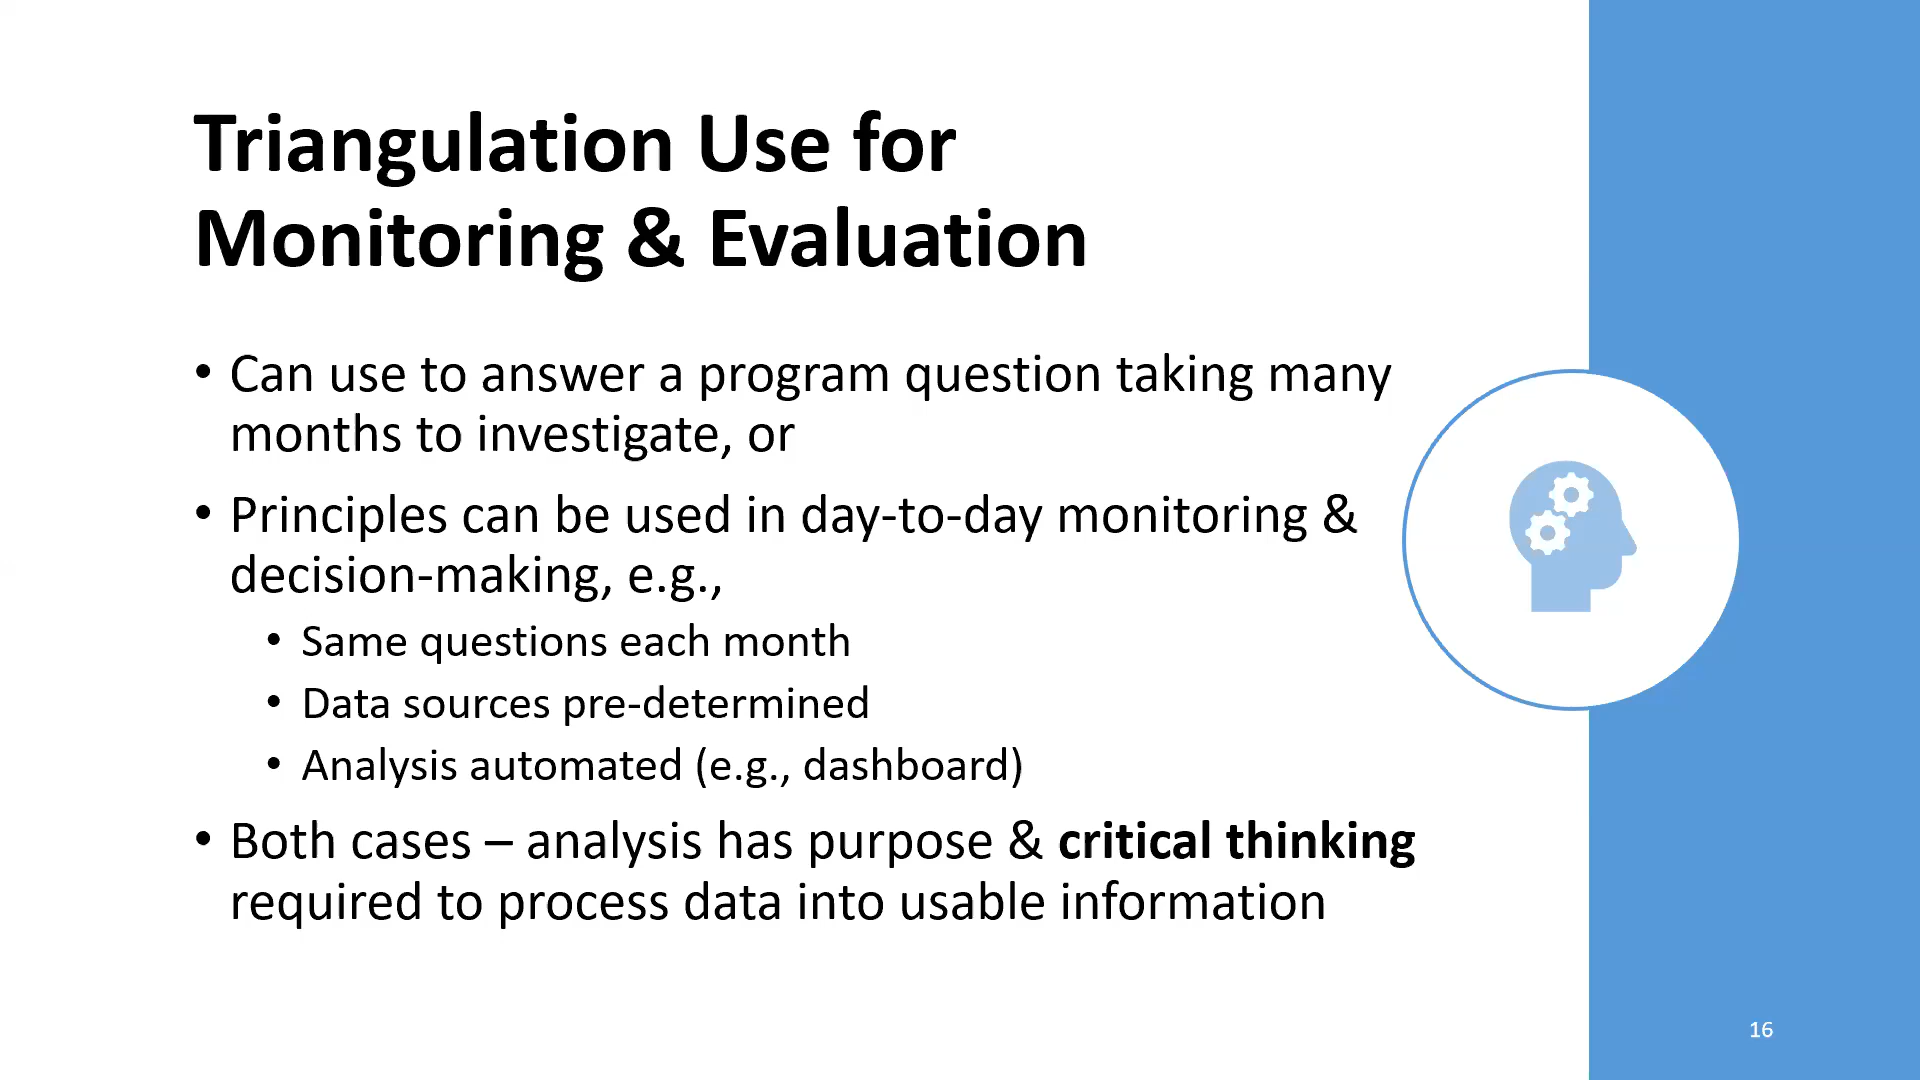 Triangulation Use for
Monitoring & Evaluation
• Can use to answer a program question taking many
months to investigate, or
• Principles can be used in day-to-day monitoring &
decision-making, e.g.,
• Same questions each month
• Data sources pre-determined
• Analysis automated (e.g., dashboard)
• Both cases – analysis has purpose & critical thinking
required to process data into usable information
16